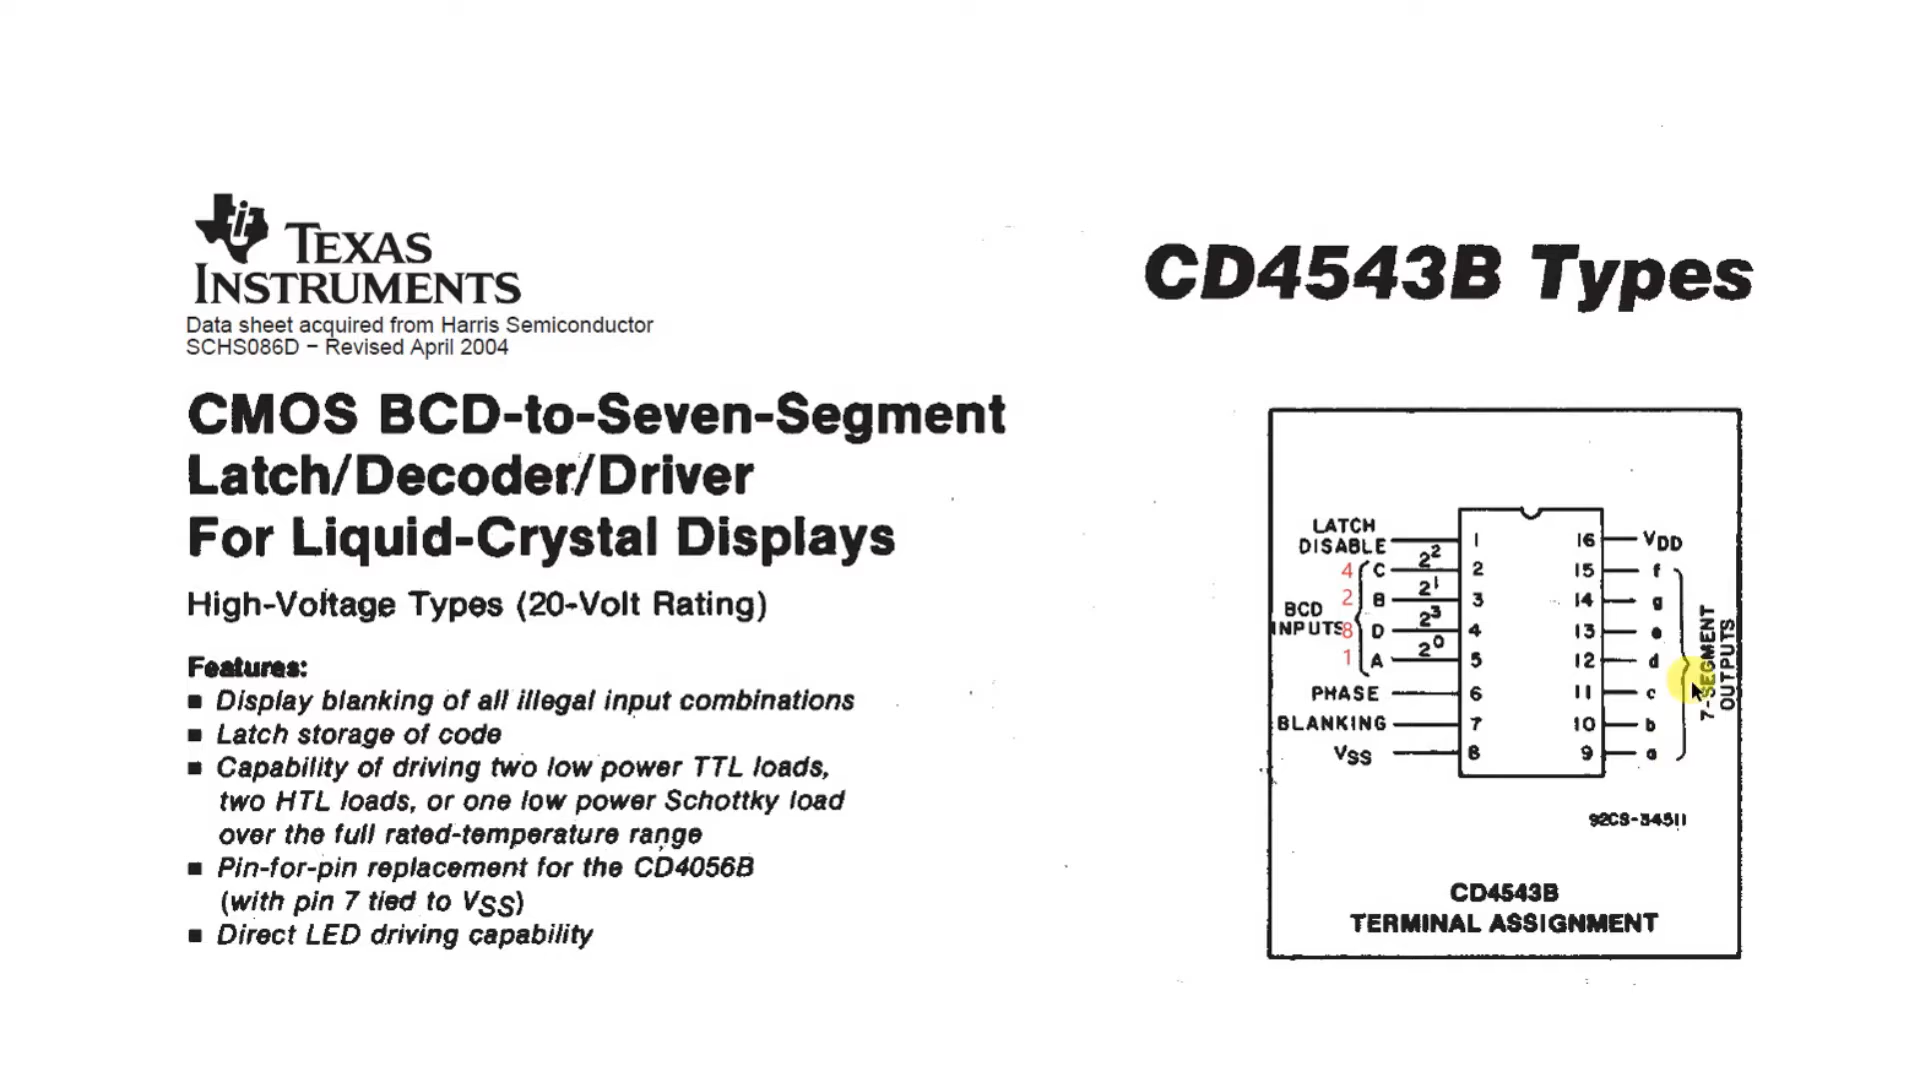 TEXAS
INSTRUMENTS
Data sheet acquired from Harris Semiconductor
SCHS086D − Revised April 2004
CD4543B Types
CMOS BCD-to-Seven-Segment
Latch/Decoder/Driver
For Liquid-Crystal Displays
High-Voltage Types (20-Volt Rating)
Features:
■ Display blanking of all illegal input combinations
■ Latch storage of code
■ Capability of driving two low power TTL loads,
two HTL loads, or one low power Schottky load
over the full rated-temperature range
■ Pin-for-pin replacement for the CD4056B
(with pin 7 tied to VSS)
■ Direct LED driving capability
LATCH
DISABLE 1 16 VDD
4 C 2² 2 15 f
2 B 2¹ 3 14 g
BCD
INPUTS
8 D 2³ 4 13 e
1 A 2⁰ 5 12 d
PHASE 6 11 c
BLANKING 7 10 b
VSS 8 9 a
7-SEGMENT
OUTPUTS
92CS-34511
CD4543B
TERMINAL ASSIGNMENT